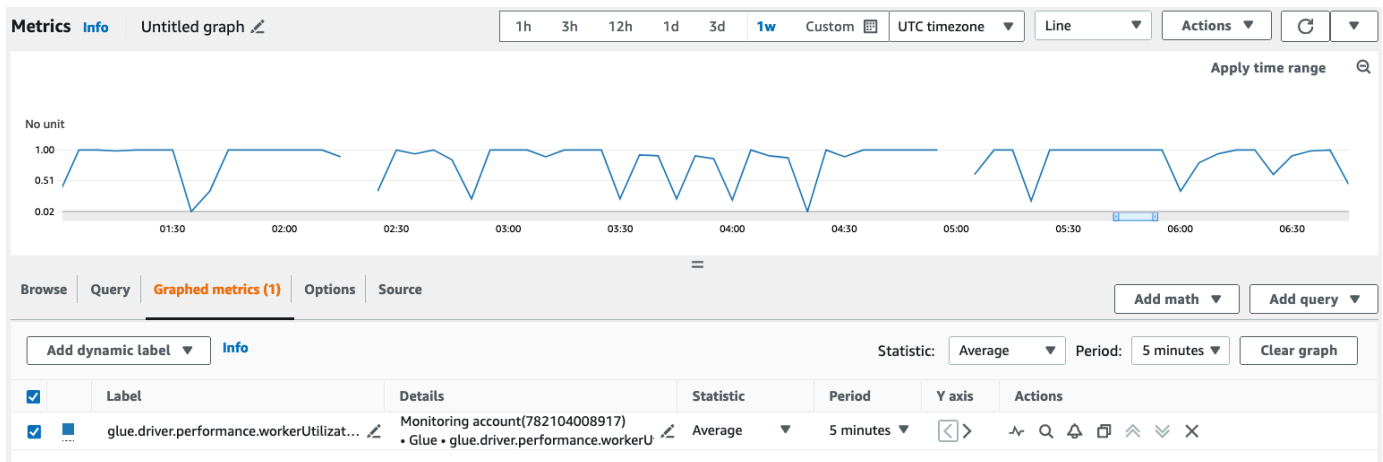 Metrics Info Untitled graph 1h 3h 12h 1d 3d 1w Custom UTC timezone Line Actions
Apply time range
No unit
1.00
0.51
0.02
01:30 02:00 02:30 03:00 03:30 04:00 04:30 05:00 05:30 06:00 06:30
Browse Query Graphed metrics (1) Options Source
Add math Add query
Add dynamic label Info Statistic: Average Period: 5 minutes Clear graph
Label Details Statistic Period Y axis Actions
glue.driver.performance.workerUtilizat... Monitoring account(782104008917) Average 5 minutes
• Glue • glue.driver.performance.workerU